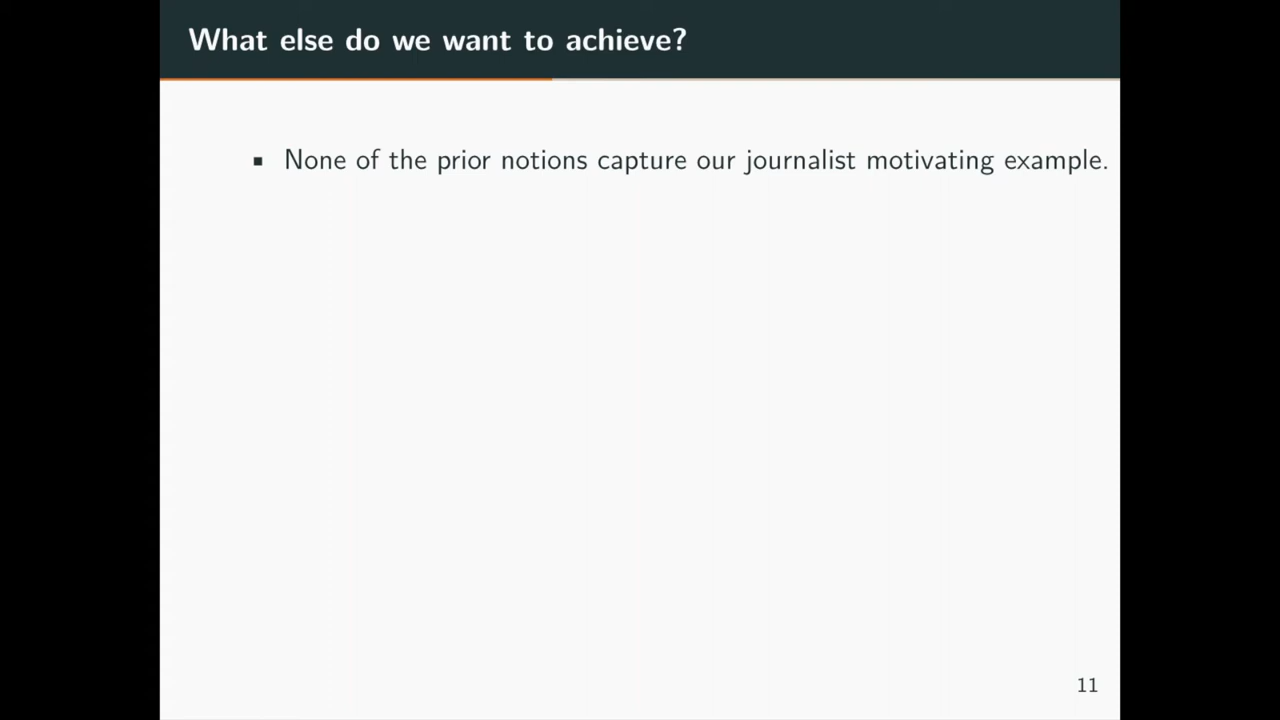 What else do we want to achieve?
▪ None of the prior notions capture our journalist motivating example.
11